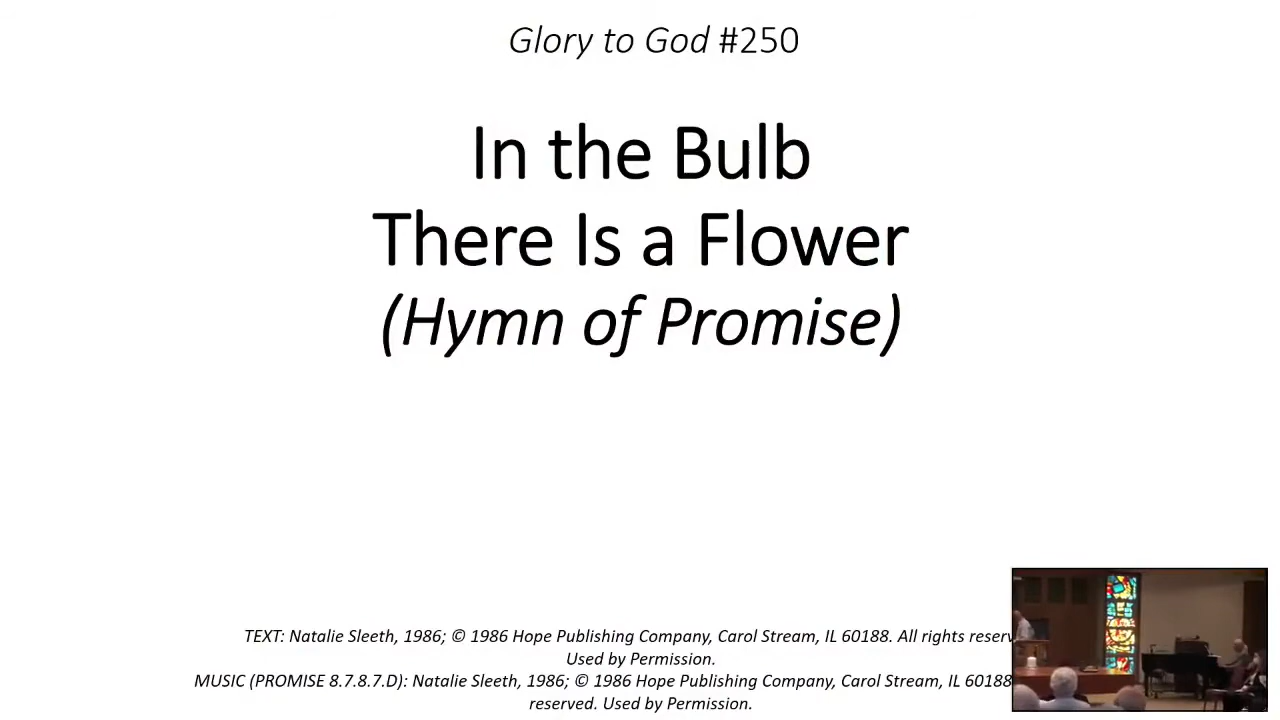 Glory to God #250
In the Bulb
There Is a Flower
(Hymn of Promise)
TEXT: Natalie Sleeth, 1986; © 1986 Hope Publishing Company, Carol Stream, IL 60188. All rights reserv
Used by Permission.
MUSIC (PROMISE 8.7.8.7.D): Natalie Sleeth, 1986; © 1986 Hope Publishing Company, Carol Stream, IL 60188
reserved. Used by Permission.